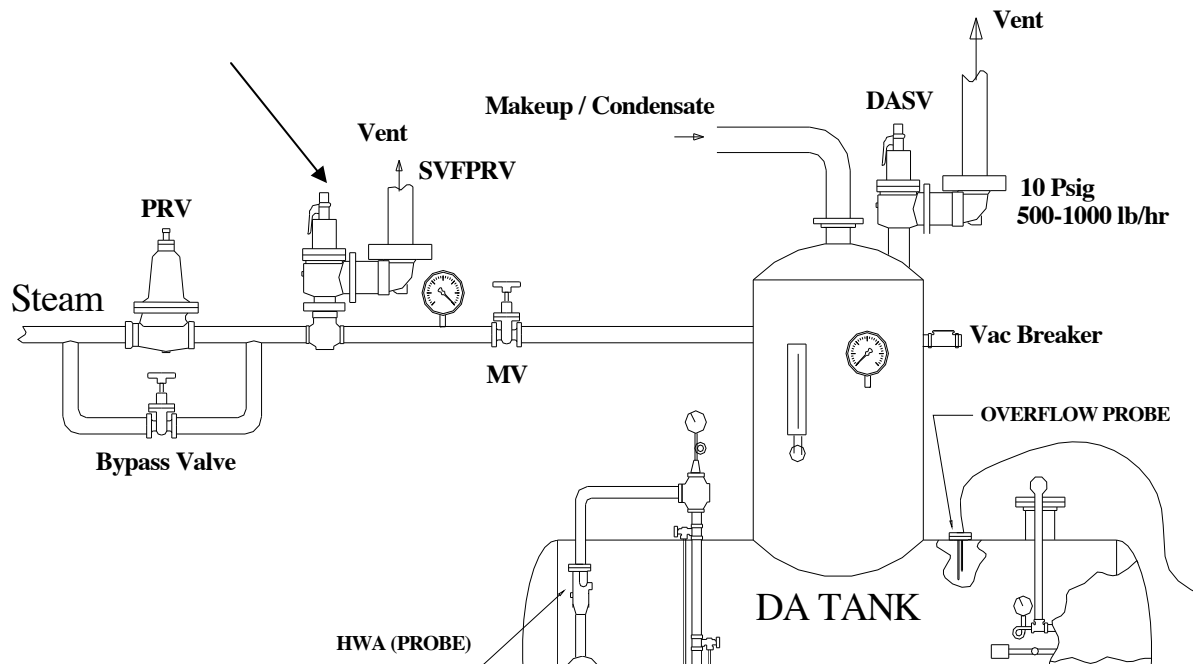 Vent
Makeup / Condensate
DASV
Vent
SVFPRV
10 Psig
500-1000 lb/hr
PRV
Steam
Vac Breaker
MV
OVERFLOW PROBE
Bypass Valve
DA TANK
HWA (PROBE)